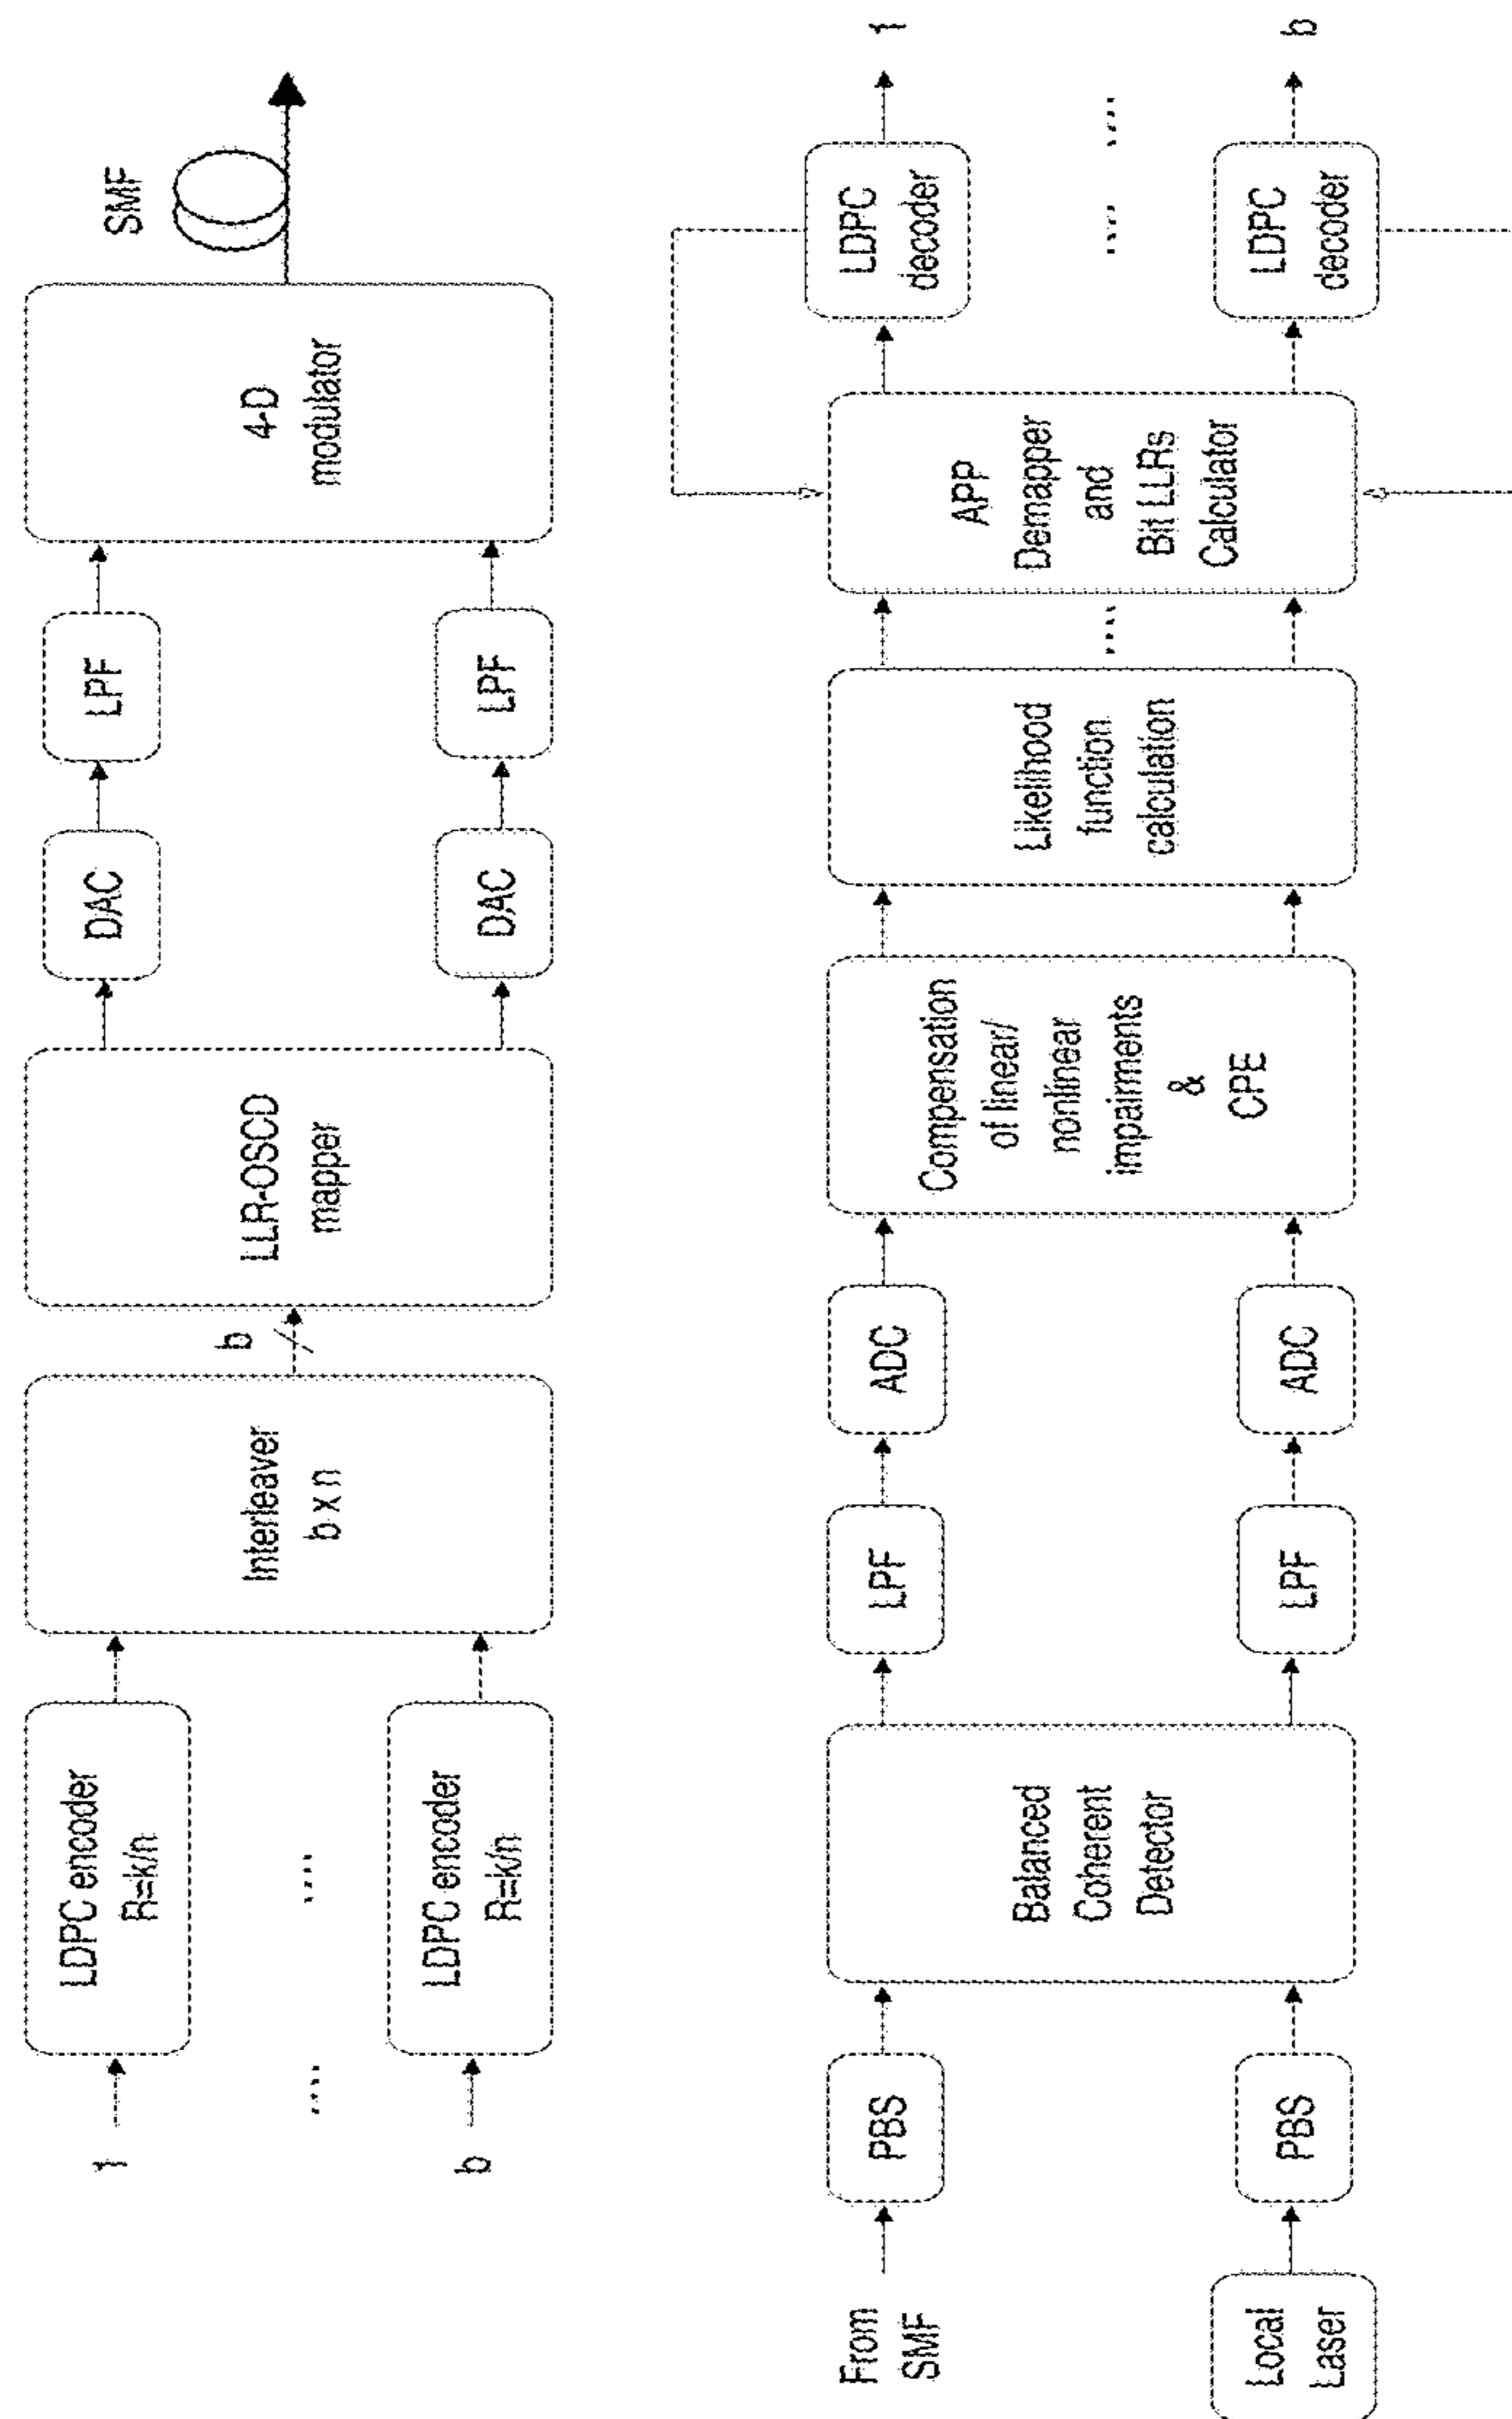 1
b
LDPC encoder
R=k/n
LDPC encoder
R=k/n
Interleaver
b x n
b
LLR-OSCD
mapper
DAC
DAC
LPF
LPF
4-D
modulator
SMF
From
SMF
Local
Laser
PBS
PBS
Balanced
Coherent
Detector
LPF
LPF
ADC
ADC
Compensation
of linear/
nonlinear
impairments
&
CPE
Likelihood
function
calculation
APP
Demapper
and
Bit LLRs
Calculator
LDPC
decoder
LDPC
decoder
1
b